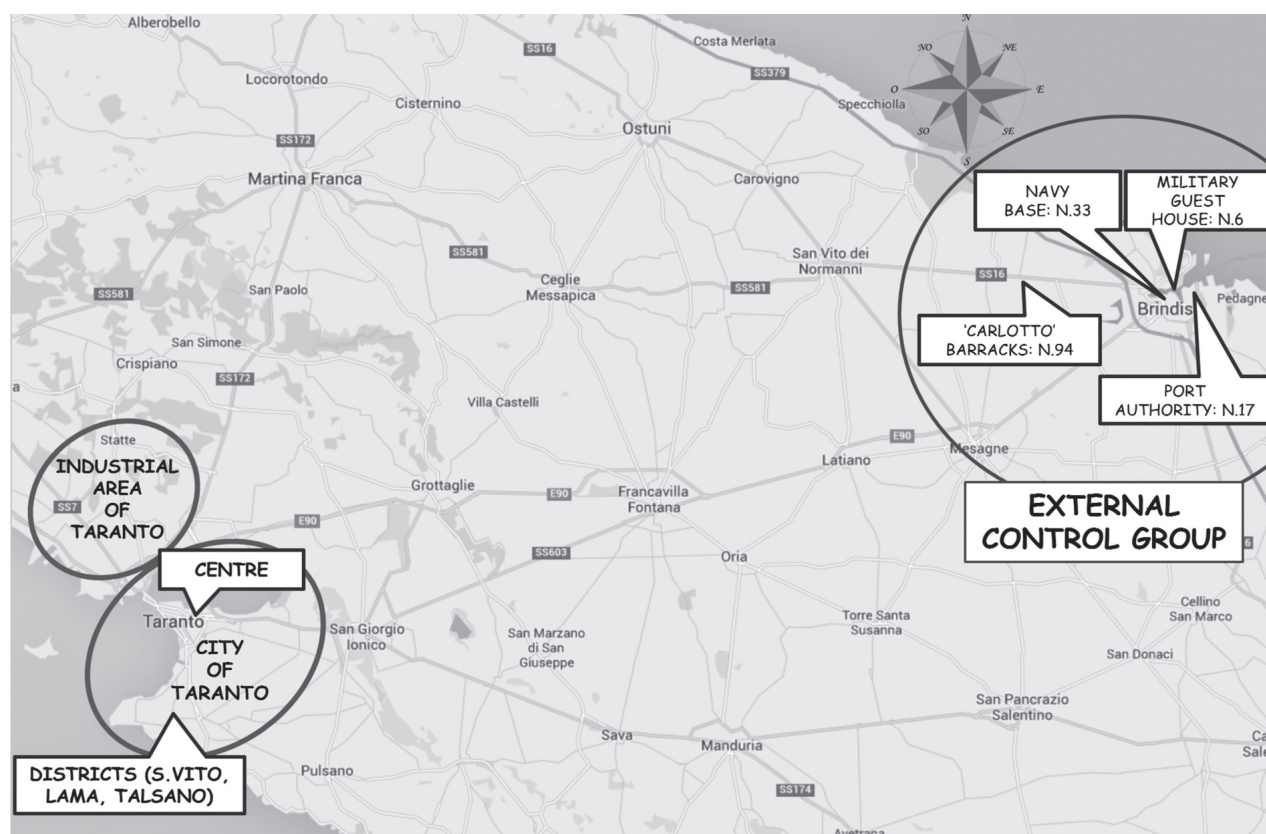 Alberobello
Costa Merlata
N
NO
NE
O
E
SO
SE
S
SS16
SS379
Locorotondo
Cisternino
Specchiolla
Ostuni
SS172
Martina Franca
Carovigno
NAVY
BASE: N.33
MILITARY
GUEST
HOUSE: N.6
SS581
San Vito dei
Normanni
SS16
Ceglie
Messapica
SS581
SS581
San Paolo
Brindis
Pedagne
'CARLOTTO'
BARRACKS: N.94
San Simone
Crispiano
SS172
a
PORT
AUTHORITY: N.17
Villa Castelli
Statte
E90
Mesagne
Latiano
INDUSTRIAL
AREA
OF
TARANTO
SS7
Grottaglie
E90
Francavilla
Fontana
E90
EXTERNAL
CONTROL GROUP
6
SS603
Oria
CENTRE
Taranto
CITY
OF
TARANTO
San Giorgio
Ionico
San Marzano
di San
Giuseppe
Torre Santa
Susanna
Cellino
San Marco
San Donaci
San Pancrazio
Salentino
Sava
Manduria
Ca
Sale
DISTRICTS (S.VITO,
LAMA, TALSANO)
Pulsano
SS174
Avetrana